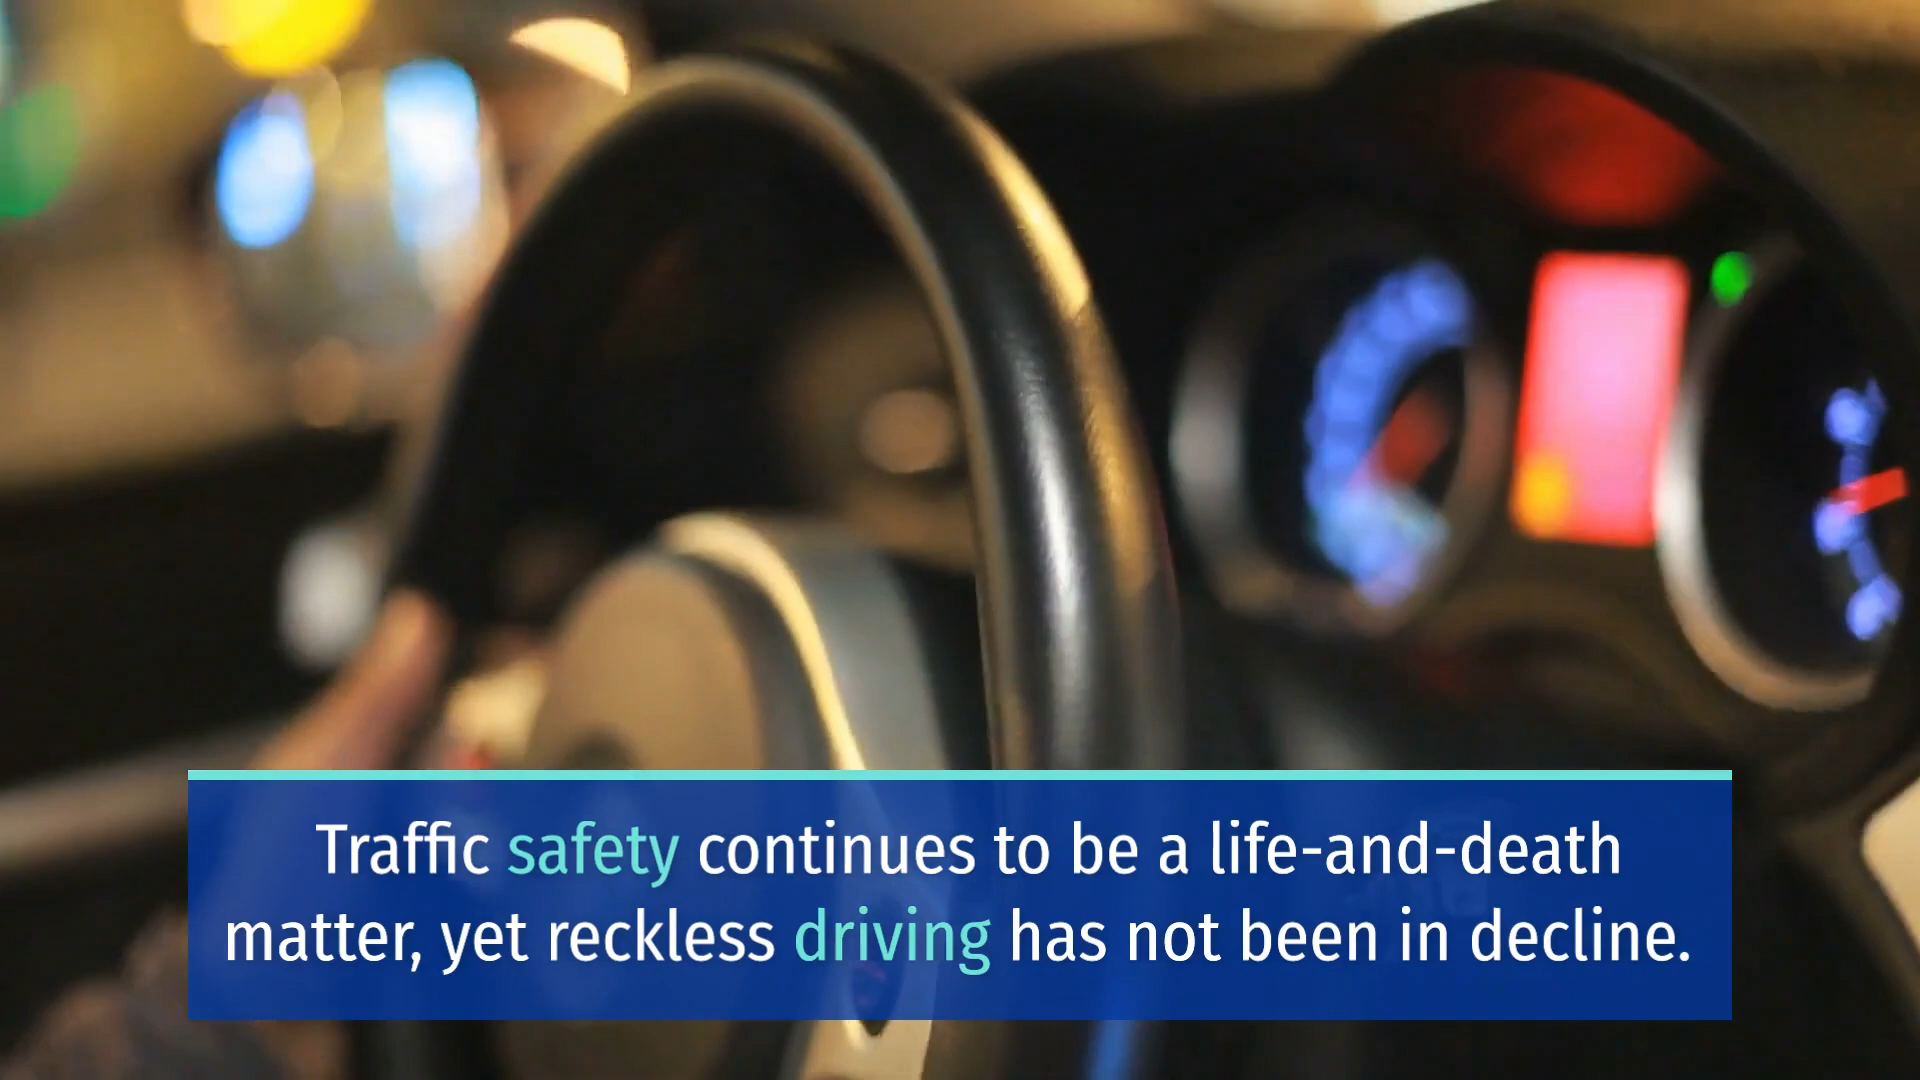 Traffic safety continues to be a life-and-death
matter, yet reckless driving has not been in decline.